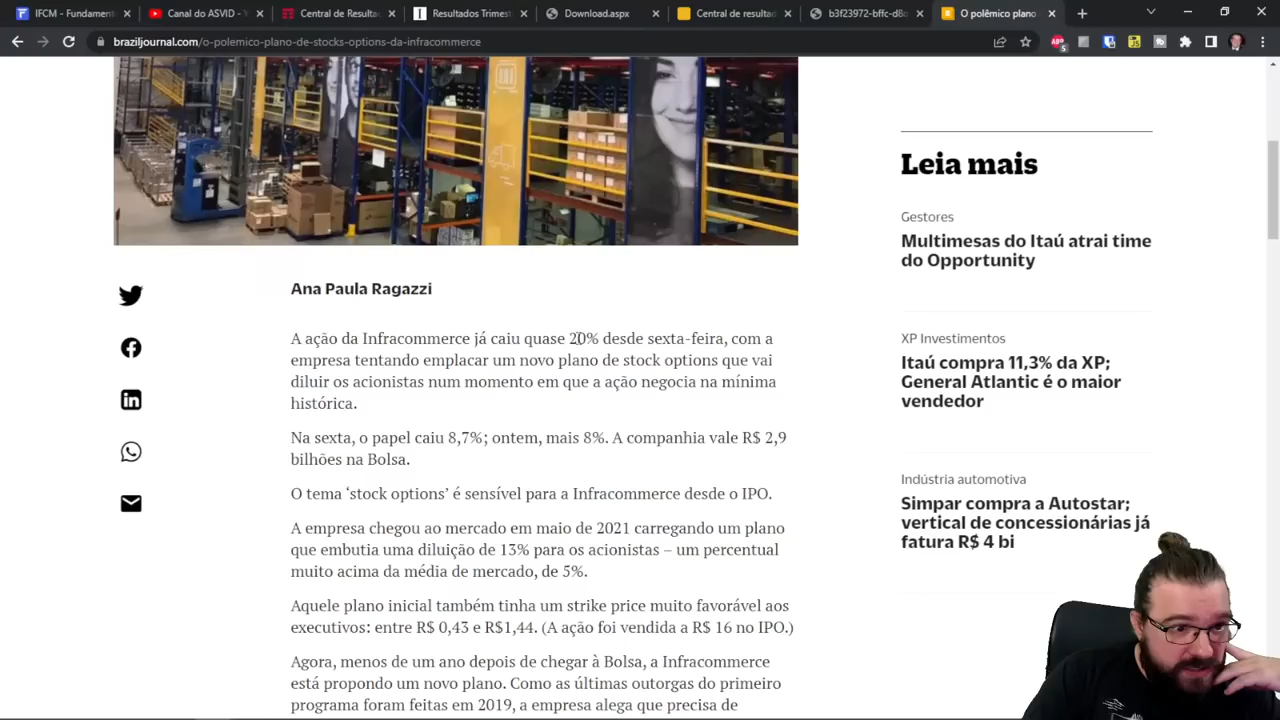 IFCM - Fundament
Canal do ASVID - Y
Central de Resulta
Resultados Trimest
Download.aspx
Central de resultad
b3f23972-bffc-d8a
O polêmico plano
braziljournal.com/o-polemico-plano-de-stocks-options-da-infracommerce
Ana Paula Ragazzi
A ação da Infracommerce já caiu quase 20% desde sexta-feira, com a
empresa tentando emplacar um novo plano de stock options que vai
diluir os acionistas num momento em que a ação negocia na mínima
histórica.
Na sexta, o papel caiu 8,7%; ontem, mais 8%. A companhia vale R$ 2,9
bilhões na Bolsa.
O tema ‘stock options’ é sensível para a Infracommerce desde o IPO.
A empresa chegou ao mercado em maio de 2021 carregando um plano
que embutia uma diluição de 13% para os acionistas – um percentual
muito acima da média de mercado, de 5%.
Aquele plano inicial também tinha um strike price muito favorável aos
executivos: entre R$ 0,43 e R$1,44. (A ação foi vendida a R$ 16 no IPO.)
Agora, menos de um ano depois de chegar à Bolsa, a Infracommerce
está propondo um novo plano. Como as últimas outorgas do primeiro
programa foram feitas em 2019, a empresa alega que precisa de
Leia mais
Gestores
Multimesas do Itaú atrai time
do Opportunity
XP Investimentos
Itaú compra 11,3% da XP;
General Atlantic é o maior
vendedor
Indústria automotiva
Simpar compra a Autostar;
vertical de concessionárias já
fatura R$ 4 bi